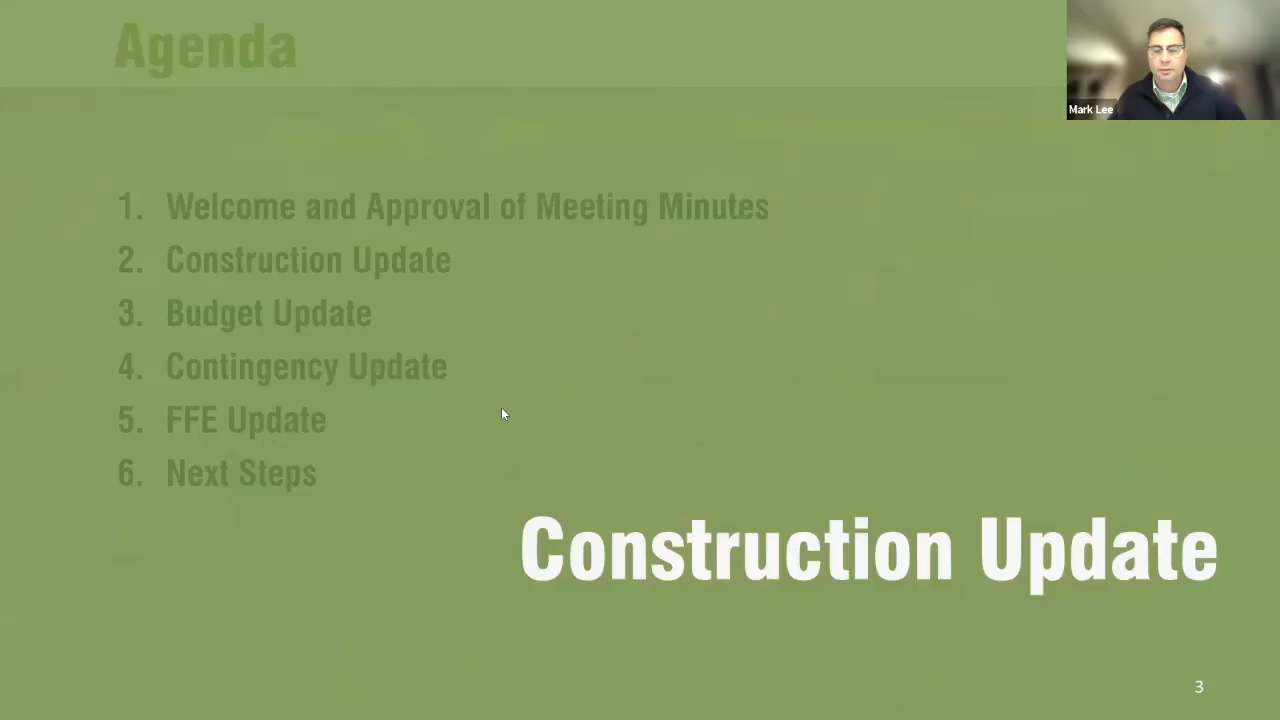 Agenda
Mark Lee
1. Welcome and Approval of Meeting Minutes
2. Construction Update
3. Budget Update
4. Contingency Update
5. FFE Update
6. Next Steps
Construction Update
3